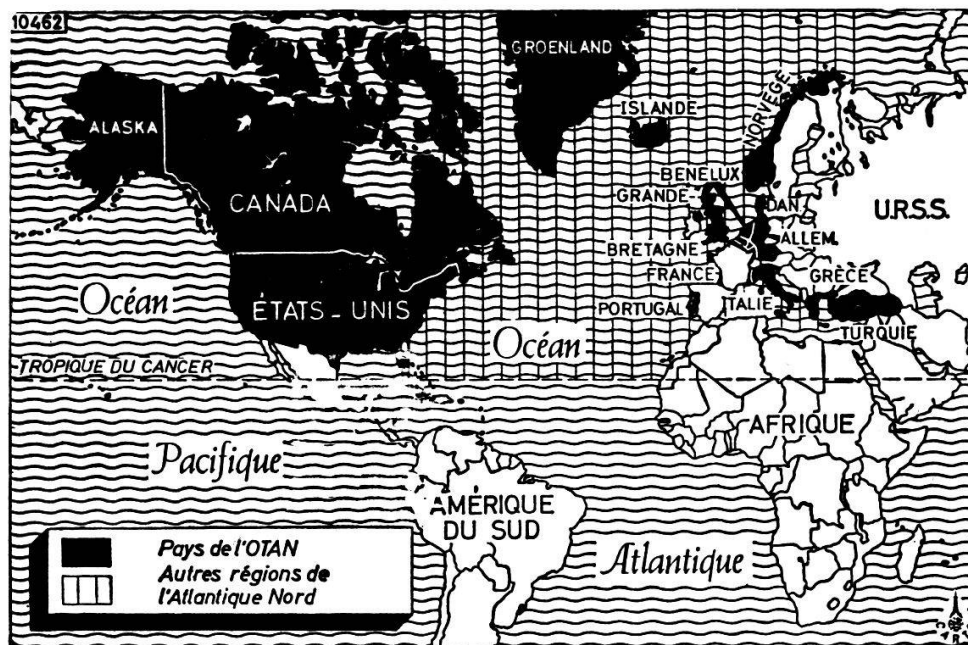 10462
GROENLAND
ALASKA
ISLANDE
NORVEGE
CANADA
BENELUX
GRANDE
BRETAGNE
DAN.
ALLEM.
U.R.S.S.
FRANCE
GRÈCE
PORTUGAL
ITALIE
TURQUIE
ÉTATS-UNIS
Océan
Océan
TROPIQUE DU CANCER
AFRIQUE
Pacifique
AMÉRIQUE
DU SUD
Atlantique
Pays de l'OTAN
Autres régions de
l'Atlantique Nord